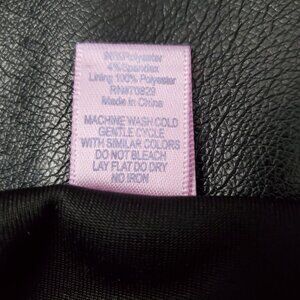 96% Polyester
4% Spandex
Lining 100% Polyester
RN#70829
Made in China
MACHINE WASH COLD
GENTLE CYCLE
WITH SIMILAR COLORS
DO NOT BLEACH
LAY FLAT DO DRY
NO IRON